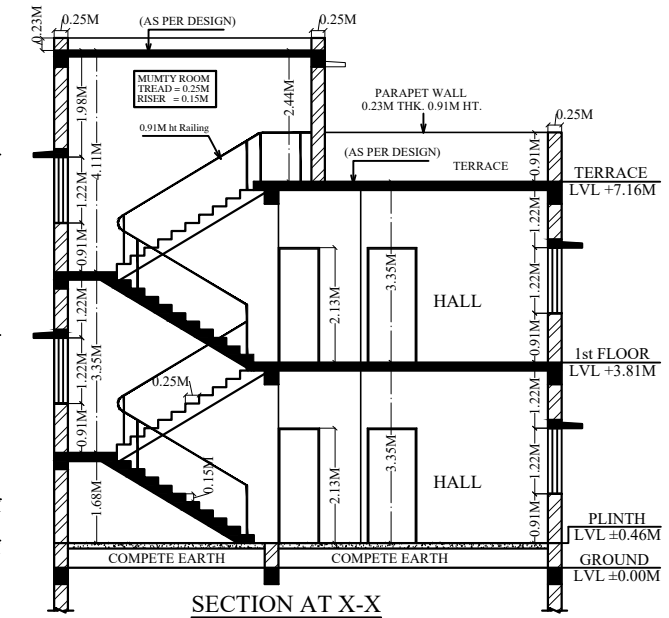 0.25M
0.25M
(AS PER DESIGN)
0.23M
MUMTY ROOM
TREAD = 0.25M
RISER = 0.15M
2.44M
1.98M
4.11M
0.91M ht Railing
PARAPET WALL
0.23M THK. 0.91M HT.
0.25M
(AS PER DESIGN)
TERRACE
0.91M
TERRACE
LVL +7.16M
1.22M
0.91M
1.22M
2.13M
3.35M
HALL
1.22M
1.22M
0.91M
1st FLOOR
LVL +3.81M
3.35M
1.22M
0.91M
0.25M
0.15M
1.68M
2.13M
3.35M
HALL
1.22M
1.22M
0.91M
PLINTH
LVL ±0.46M
COMPETE EARTH
COMPETE EARTH
GROUND
LVL ±0.00M
SECTION AT X-X